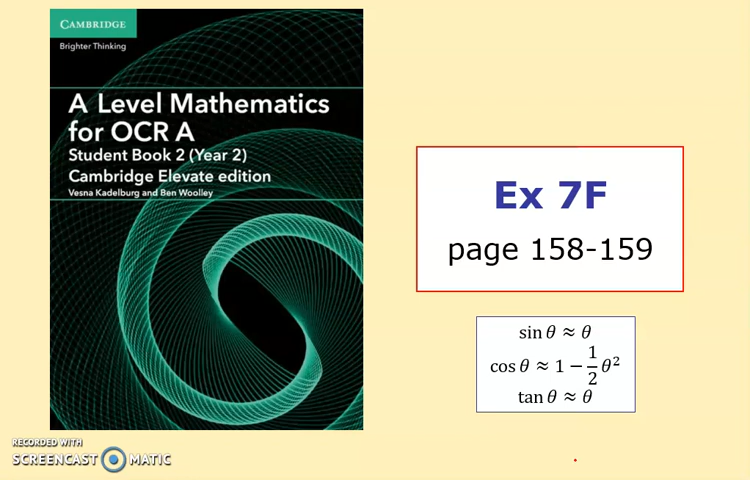 CAMBRIDGE
Brighter Thinking
A Level Mathematics
for OCR A
Student Book 2 (Year 2)
Cambridge Elevate edition
Vesna Kadelburg and Ben Woolley
Ex 7F
page 158-159
sin θ ≈ θ
cos θ ≈ 1 − 1/2 θ²
tan θ ≈ θ
RECORDED WITH
SCREENCAST MATIC